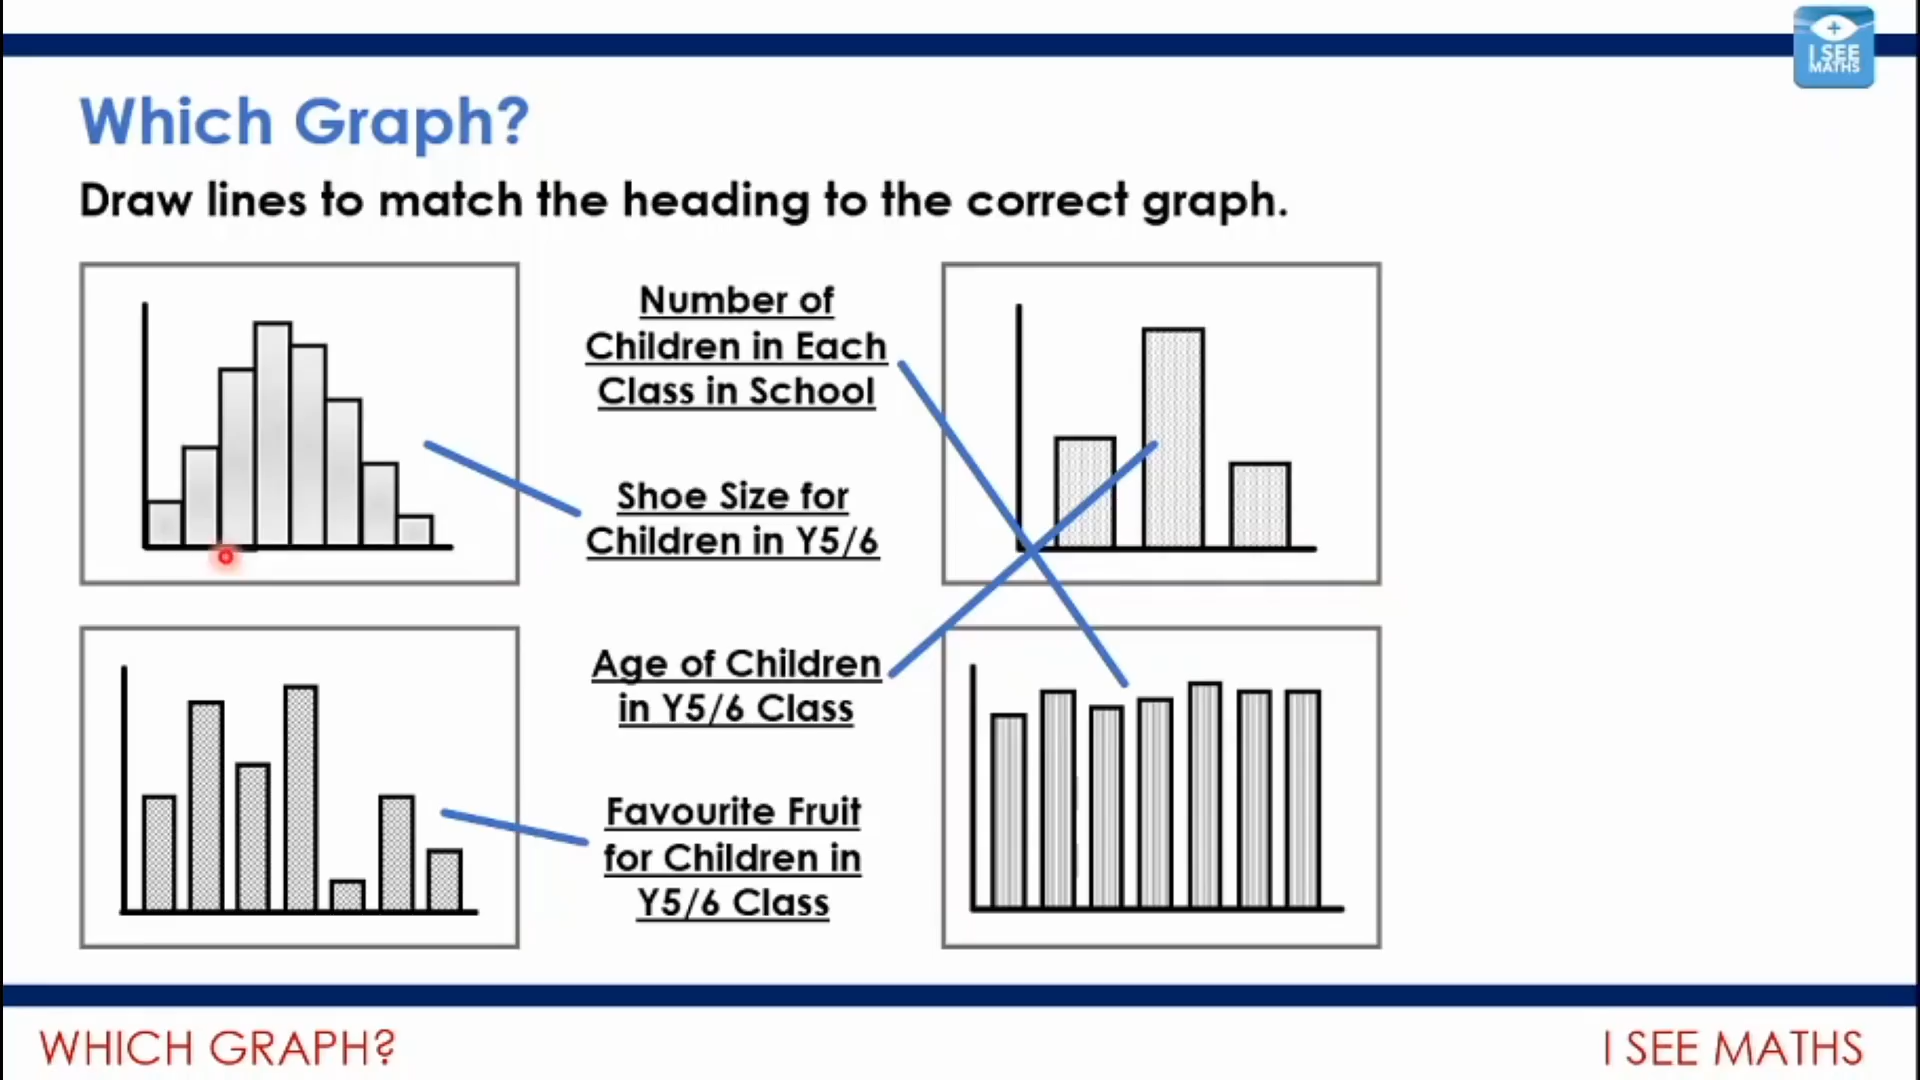 I SEE
MATHS
Which Graph?
Draw lines to match the heading to the correct graph.
Number of
Children in Each
Class in School
Shoe Size for
Children in Y5/6
Age of Children
in Y5/6 Class
Favourite Fruit
for Children in
Y5/6 Class
WHICH GRAPH?
I SEE MATHS